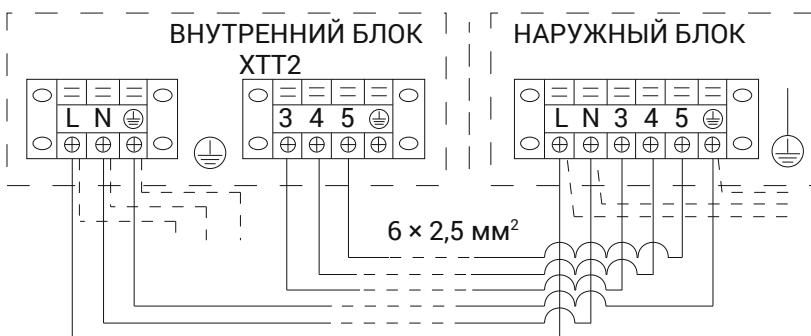 ВНУТРЕННИЙ БЛОК
XTT2
НАРУЖНЫЙ БЛОК
L N
3 4 5
L N 3 4 5
6 × 2,5 мм²